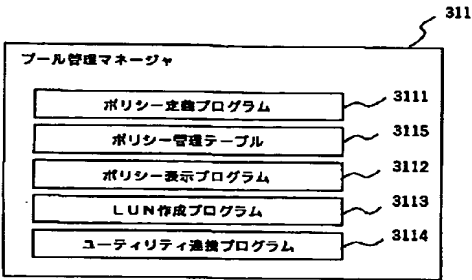 311
プール管理マネージャ
ポリシー定義プログラム 3111
ポリシー管理テーブル 3115
ポリシー表示プログラム 3112
LUN作成プログラム 3113
ユーティリティ連携プログラム 3114